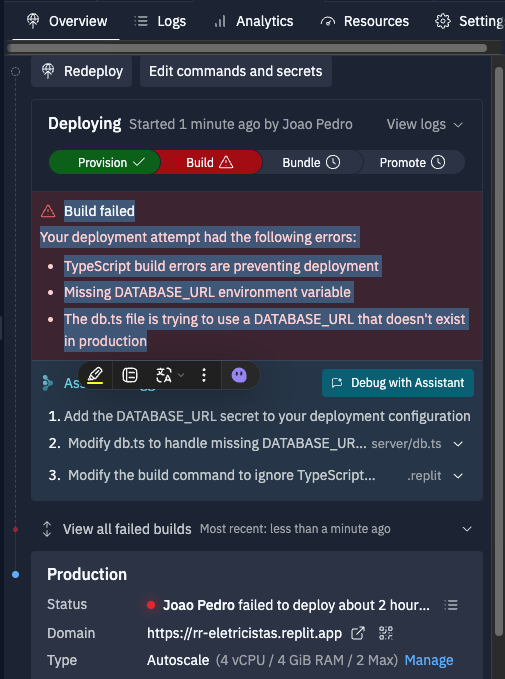 Overview Logs Analytics Resources Setting
Redeploy Edit commands and secrets
Deploying Started 1 minute ago by Joao Pedro View logs
Provision Build Bundle Promote
Build failed
Your deployment attempt had the following errors:
• TypeScript build errors are preventing deployment
• Missing DATABASE_URL environment variable
• The db.ts file is trying to use a DATABASE_URL that doesn't exist
in production
Debug with Assistant
1. Add the DATABASE_URL secret to your deployment configuration
2. Modify db.ts to handle missing DATABASE_UR... server/db.ts
3. Modify the build command to ignore TypeScript... .replit
View all failed builds Most recent: less than a minute ago
Production
Status Joao Pedro failed to deploy about 2 hour...
Domain https://rr-eletricistas.replit.app
Type Autoscale (4 vCPU / 4 GiB RAM / 2 Max) Manage